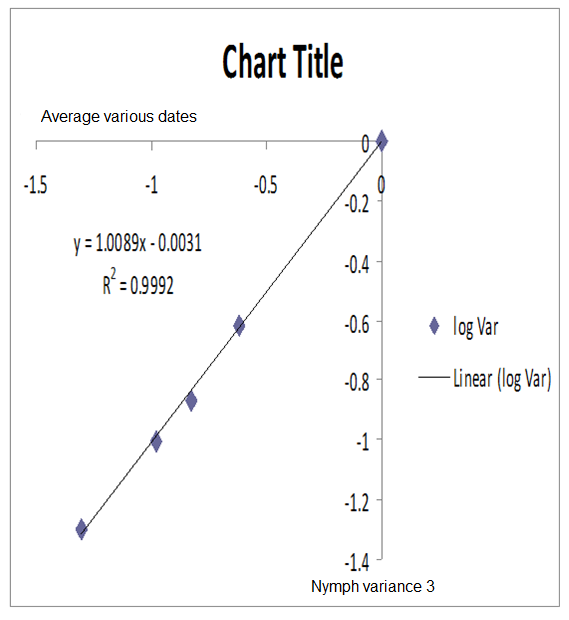 Chart Title
Average various dates
-1.5 -1 -0.5 0
0
-0.2
-0.4
-0.6
-0.8
-1
-1.2
-1.4
y = 1.0089x - 0.0031
R² = 0.9992
log Var
Linear (log Var)
Nymph variance 3